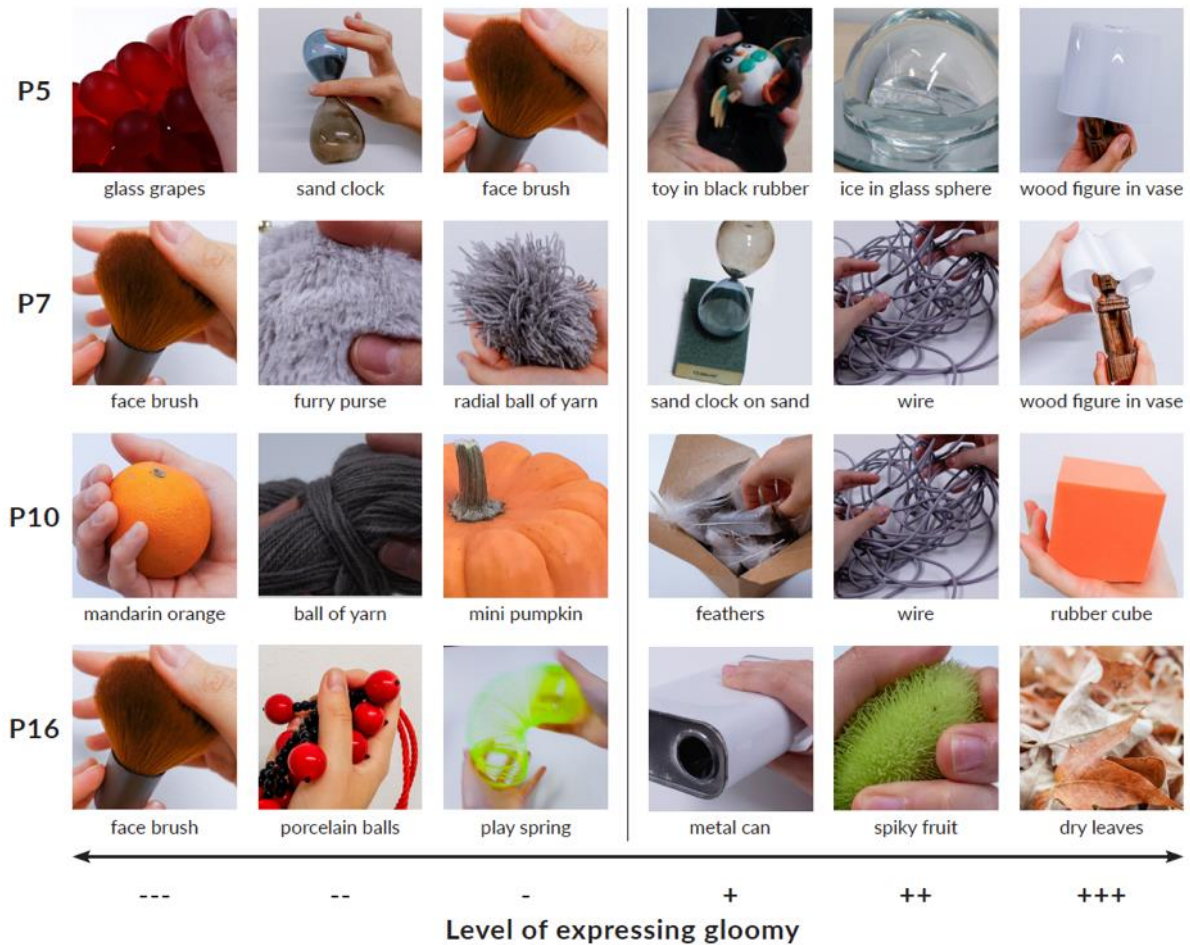 P5
glass grapes
sand clock
face brush
toy in black rubber
ice in glass sphere
wood figure in vase
P7
face brush
furry purse
radial ball of yarn
sand clock on sand
wire
wood figure in vase
P10
mandarin orange
ball of yarn
mini pumpkin
feathers
wire
rubber cube
P16
face brush
porcelain balls
play spring
metal can
spiky fruit
dry leaves
--- -- - + ++ +++
Level of expressing gloomy